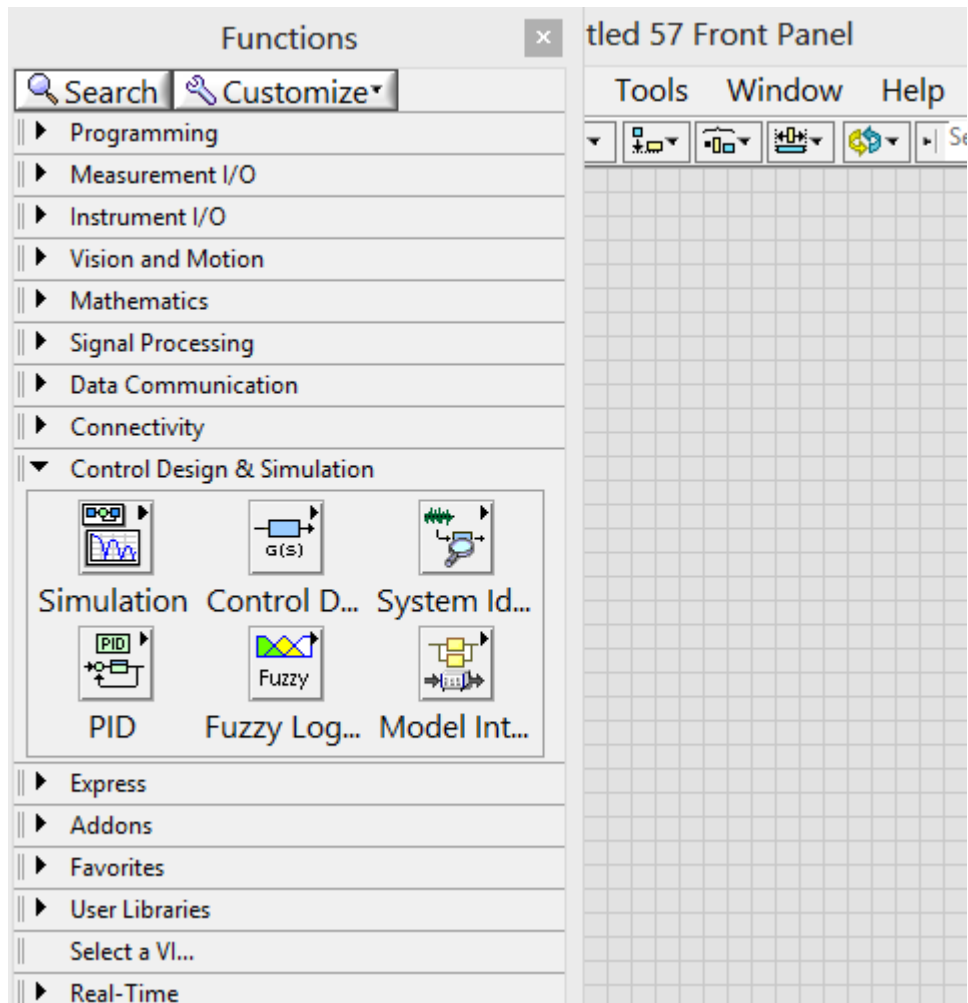 Functions
tled 57 Front Panel
Search Customize
Tools Window Help
Se
Programming
Measurement I/O
Instrument I/O
Vision and Motion
Mathematics
Signal Processing
Data Communication
Connectivity
Control Design & Simulation
G(s)
Simulation Control D... System Id...
PID
Fuzzy
PID Fuzzy Log... Model Int...
Express
Addons
Favorites
User Libraries
Select a VI...
Real-Time